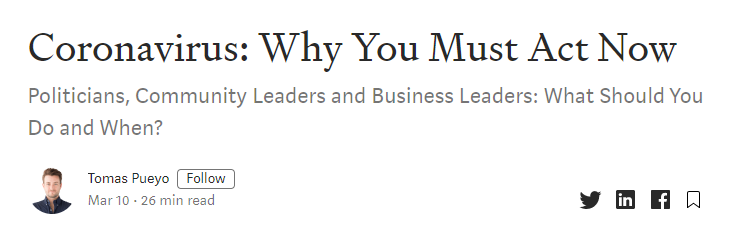 Coronavirus: Why You Must Act Now
Politicians, Community Leaders and Business Leaders: What Should You
Do and When?
Tomas Pueyo Follow
Mar 10 · 26 min read